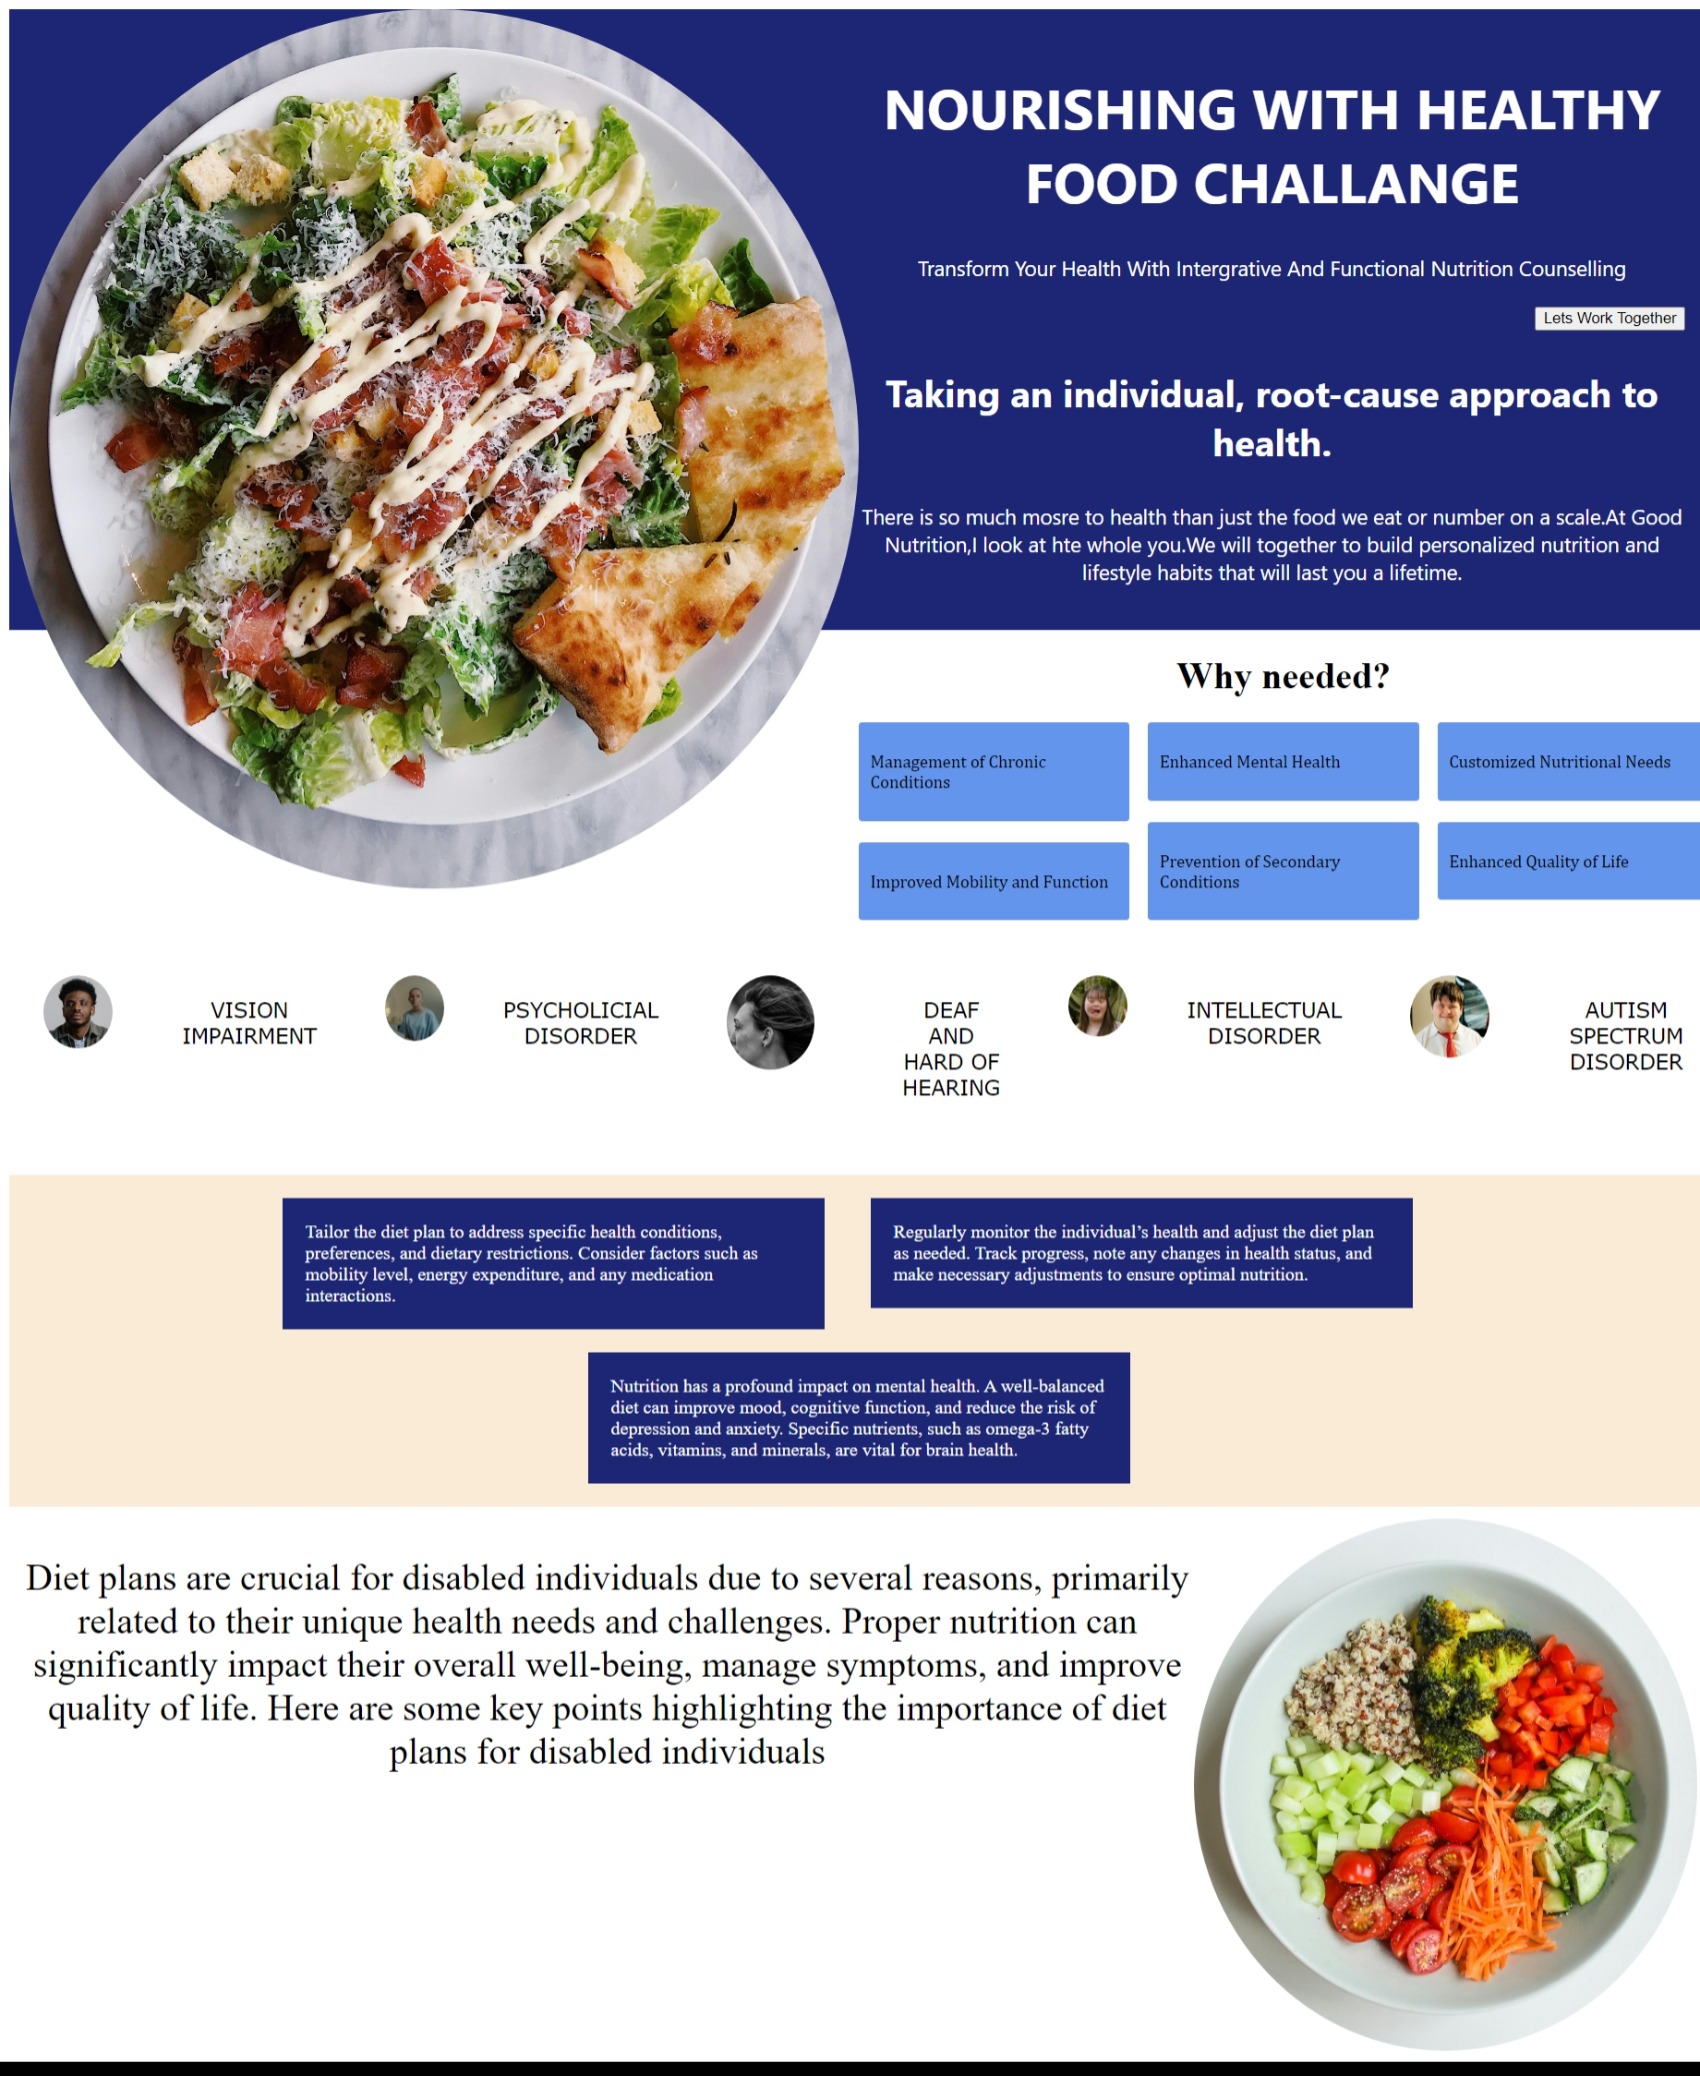 NOURISHING WITH HEALTHY
FOOD CHALLANGE
Transform Your Health With Intergrative And Functional Nutrition Counselling
Lets Work Together
Taking an individual, root-cause approach to
health.
There is so much mosre to health than just the food we eat or number on a scale.At Good
Nutrition,I look at hte whole you.We will together to build personalized nutrition and
lifestyle habits that will last you a lifetime.
Why needed?
Management of Chronic
Conditions
Enhanced Mental Health
Customized Nutritional Needs
Improved Mobility and Function
Prevention of Secondary
Conditions
Enhanced Quality of Life
VISION
IMPAIRMENT
PSYCHOLICIAL
DISORDER
DEAF
AND
HARD OF
HEARING
INTELLECTUAL
DISORDER
AUTISM
SPECTRUM
DISORDER
Tailor the diet plan to address specific health conditions,
preferences, and dietary restrictions. Consider factors such as
mobility level, energy expenditure, and any medication
interactions.
Regularly monitor the individual’s health and adjust the diet plan
as needed. Track progress, note any changes in health status, and
make necessary adjustments to ensure optimal nutrition.
Nutrition has a profound impact on mental health. A well-balanced
diet can improve mood, cognitive function, and reduce the risk of
depression and anxiety. Specific nutrients, such as omega-3 fatty
acids, vitamins, and minerals, are vital for brain health.
Diet plans are crucial for disabled individuals due to several reasons, primarily
related to their unique health needs and challenges. Proper nutrition can
significantly impact their overall well-being, manage symptoms, and improve
quality of life. Here are some key points highlighting the importance of diet
plans for disabled individuals